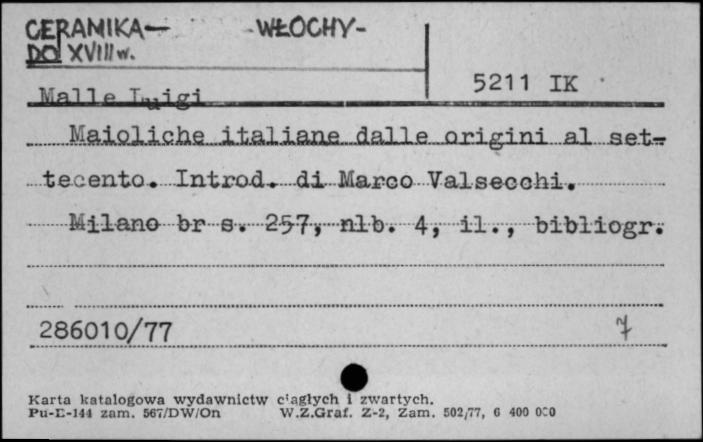 CERAMIKA — - WŁOCHY -
DO XVIII w.
5211 IK
Malle Luigi
Maioliche italiane dalle origini al set-
tecento. Introd. di Marco Valsecchi.
Milano br s. 257, nlb. 4, il., bibliogr.
286010/77 7
Karta katalogowa wydawnictw ciągłych i zwartych.
Pu-E-144 zam. 567/DW/On W.Z.Graf. Z-2, Zam. 502/77, 6 400 000